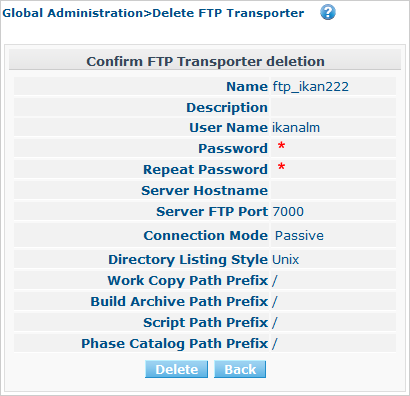 Global Administration>Delete FTP Transporter ?
Confirm FTP Transporter deletion
Name ftp_ikan222
Description
User Name ikanalm
Password *
Repeat Password *
Server Hostname
Server FTP Port 7000
Connection Mode Passive
Directory Listing Style Unix
Work Copy Path Prefix /
Build Archive Path Prefix /
Script Path Prefix /
Phase Catalog Path Prefix /
Delete Back